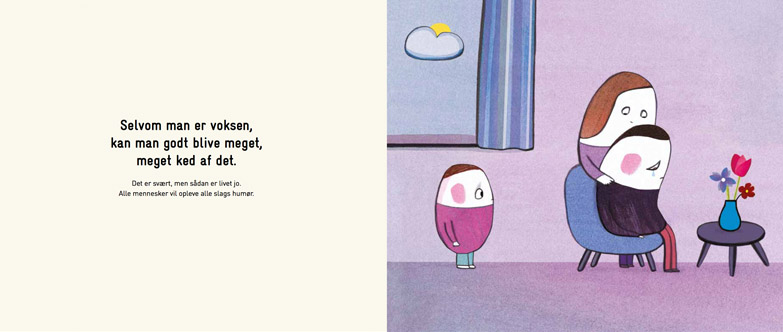 Selvom man er voksen,
kan man godt blive meget,
meget ked af det.
Det er svært, men sådan er livet jo.
Alle mennesker vil opleve alle slags humør.